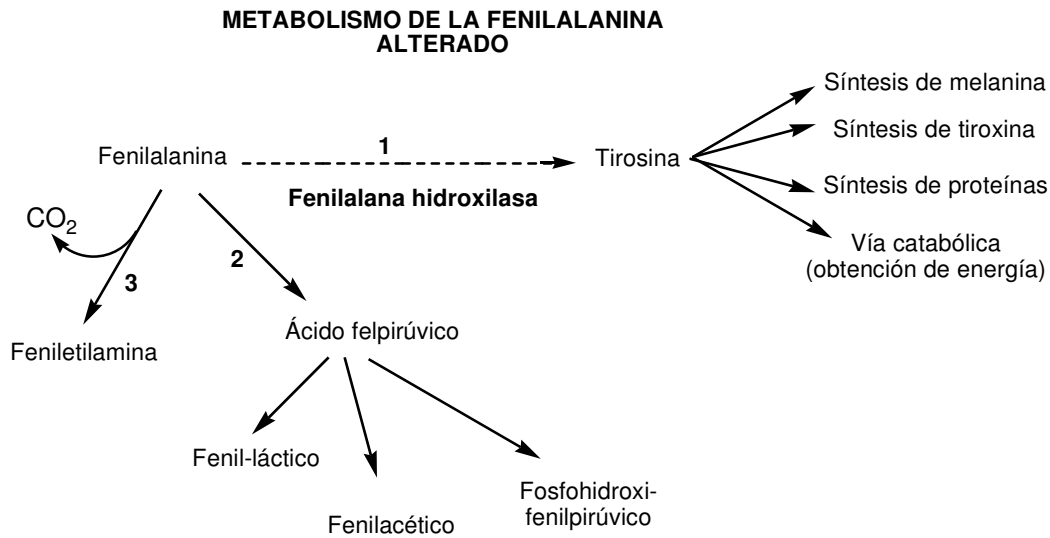 METABOLISMO DE LA FENILALANINA
ALTERADO
Síntesis de melanina
Síntesis de tiroxina
Fenilalanina
1
Tirosina
Fenilalana hidroxilasa
Síntesis de proteínas
CO2
2
Vía catabólica
(obtención de energía)
3
Ácido felpirúvico
Feniletilamina
Fenil-láctico
Fosfohidroxi-
fenilpirúvico
Fenilacético